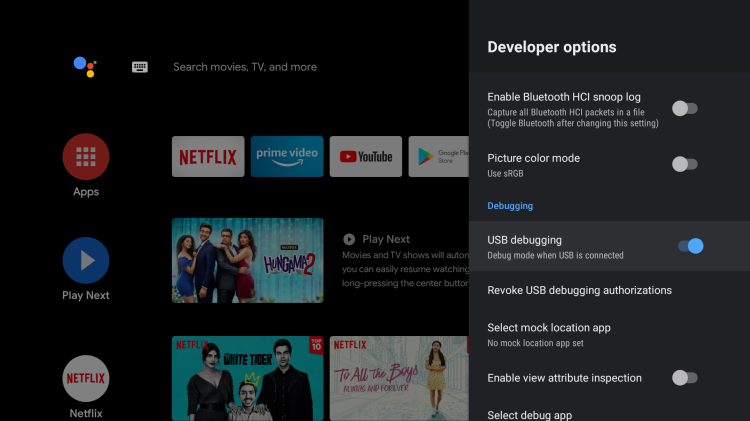 Search movies, TV, and more
Apps
NETFLIX
prime video
YouTube
Google Play
Store
Play Next
HUNGAMA 2
Play Next
Movies and TV shows will autom
you can easily resume watching
long-pressing the center button
NETFLIX
Netflix
NETFLIX
TOP
10
THE
WHITE TIGER
NETFLIX
To All the Boys
ALWAYS AND FOREVER
Developer options
Enable Bluetooth HCI snoop log
Capture all Bluetooth HCI packets in a file
(Toggle Bluetooth after changing this setting)
Picture color mode
Use sRGB
Debugging
USB debugging
Debug mode when USB is connected
Revoke USB debugging authorizations
Select mock location app
No mock location app set
Enable view attribute inspection
Select debug app